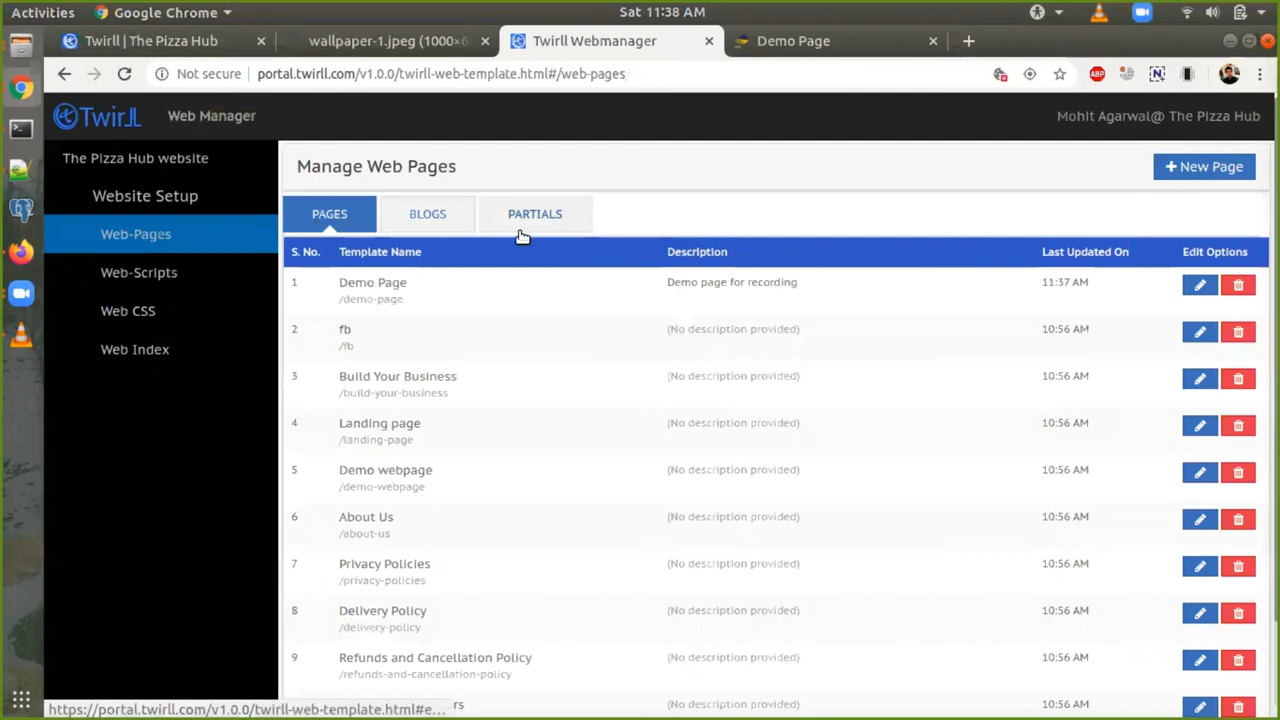 Activities
Google Chrome
Sat 11:38 AM
Twirll | The Pizza Hub
wallpaper-1.jpeg (1000×6
Twirll Webmanager
Demo Page
Not secure
portal.twirll.com/v1.0.0/twirll-web-template.html#/web-pages
ABP
Twirll
Web Manager
Mohit Agarwal@ The Pizza Hub
The Pizza Hub website
Website Setup
Web-Pages
Web-Scripts
Web CSS
Web Index
Manage Web Pages
New Page
PAGES
BLOGS
PARTIALS
S. No.
Template Name
Description
Last Updated On
Edit Options
1
Demo Page
/demo-page
Demo page for recording
11:37 AM
2
fb
/fb
(No description provided)
10:56 AM
3
Build Your Business
/build-your-business
(No description provided)
10:56 AM
4
Landing page
/landing-page
(No description provided)
10:56 AM
5
Demo webpage
/demo-webpage
(No description provided)
10:56 AM
6
About Us
/about-us
(No description provided)
10:56 AM
7
Privacy Policies
/privacy-policies
(No description provided)
10:56 AM
8
Delivery Policy
/delivery-policy
(No description provided)
10:56 AM
9
Refunds and Cancellation Policy
/refunds-and-cancellation-policy
(No description provided)
10:56 AM
(No description provided)
10:56 AM
https://portal.twirll.com/v1.0.0/twirll-web-template.html#e...